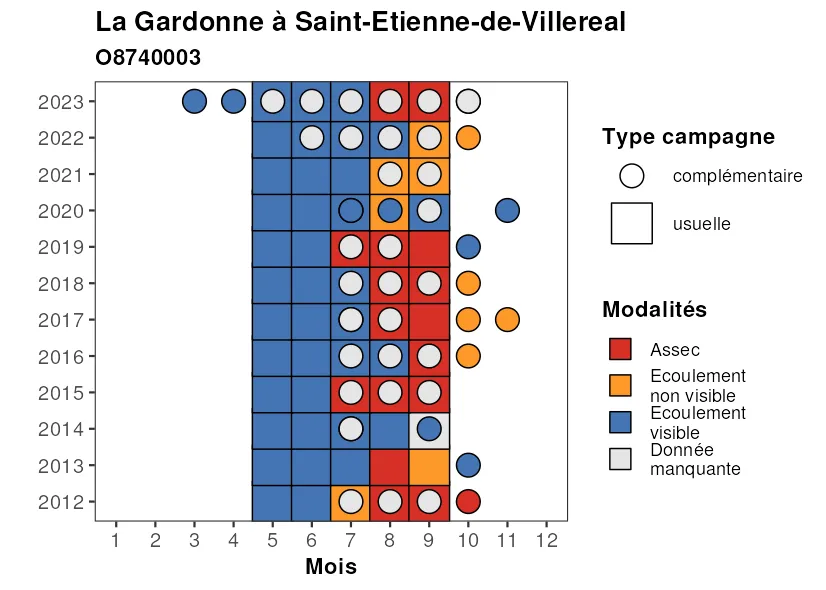 La Gardonne à Saint-Etienne-de-Villereal
O8740003
2023
2022
2021
2020
2019
2018
2017
2016
2015
2014
2013
2012
1 2 3 4 5 6 7 8 9 10 11 12
Mois
Type campagne
complémentaire
usuelle
Modalités
Assec
Ecoulement
non visible
Ecoulement
visible
Donnée
manquante